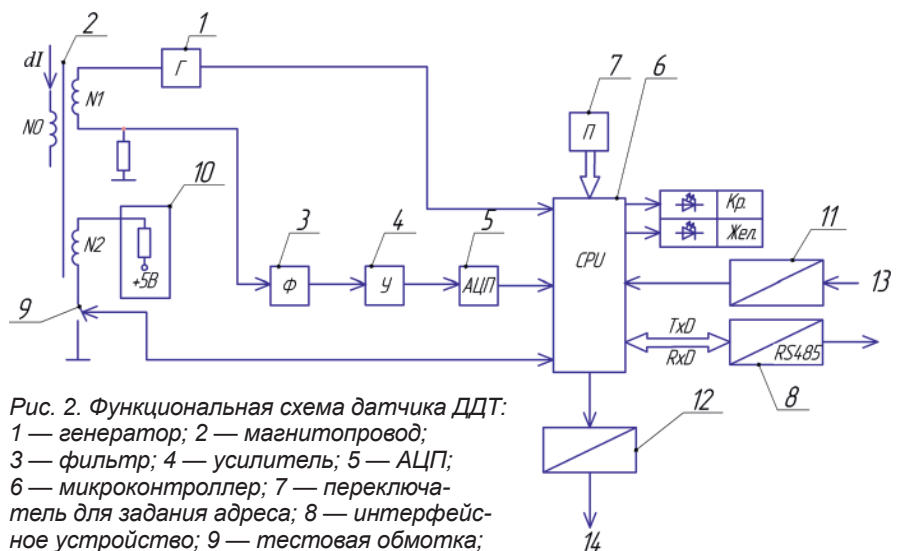 2
1
dI
Г
7
6
N1
N0
П
10
3
4
5
Кр.
Жел.
11
N2
+5В
CPU
9
Ф
У
АЦП
13
TxD
RxD
RS485
12
8
14
Рис. 2. Функциональная схема датчика ДДТ:
1 — генератор; 2 — магнитопровод;
3 — фильтр; 4 — усилитель; 5 — АЦП;
6 — микроконтроллер; 7 — переключа-
тель для задания адреса; 8 — интерфейс-
ное устройство; 9 — тестовая обмотка;